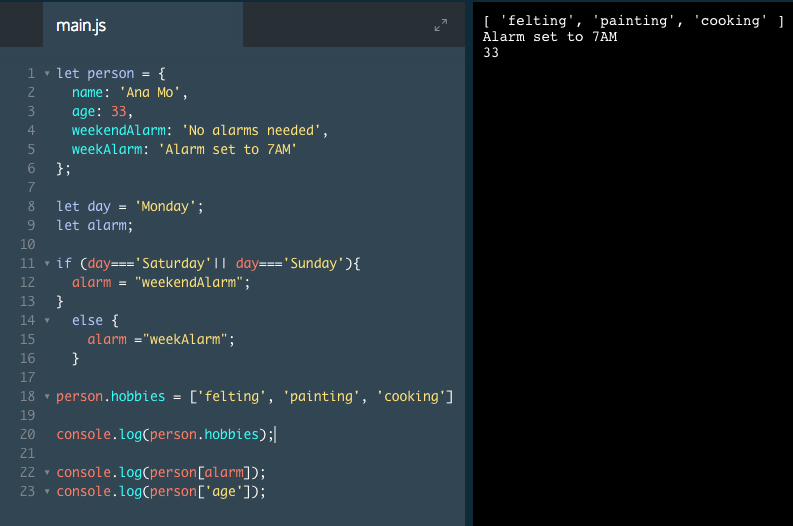 main.js
1 let person = {
2   name: 'Ana Mo',
3   age: 33,
4   weekendAlarm: 'No alarms needed',
5   weekAlarm: 'Alarm set to 7AM'
6 };
7
8 let day = 'Monday';
9 let alarm;
10
11 if (day==='Saturday'|| day==='Sunday'){
12   alarm = "weekendAlarm";
13 }
14   else {
15     alarm ="weekAlarm";
16   }
17
18 person.hobbies = ['felting', 'painting', 'cooking']
19
20 console.log(person.hobbies);
21
22 console.log(person[alarm]);
23 console.log(person['age']);
[ 'felting', 'painting', 'cooking' ]
Alarm set to 7AM
33